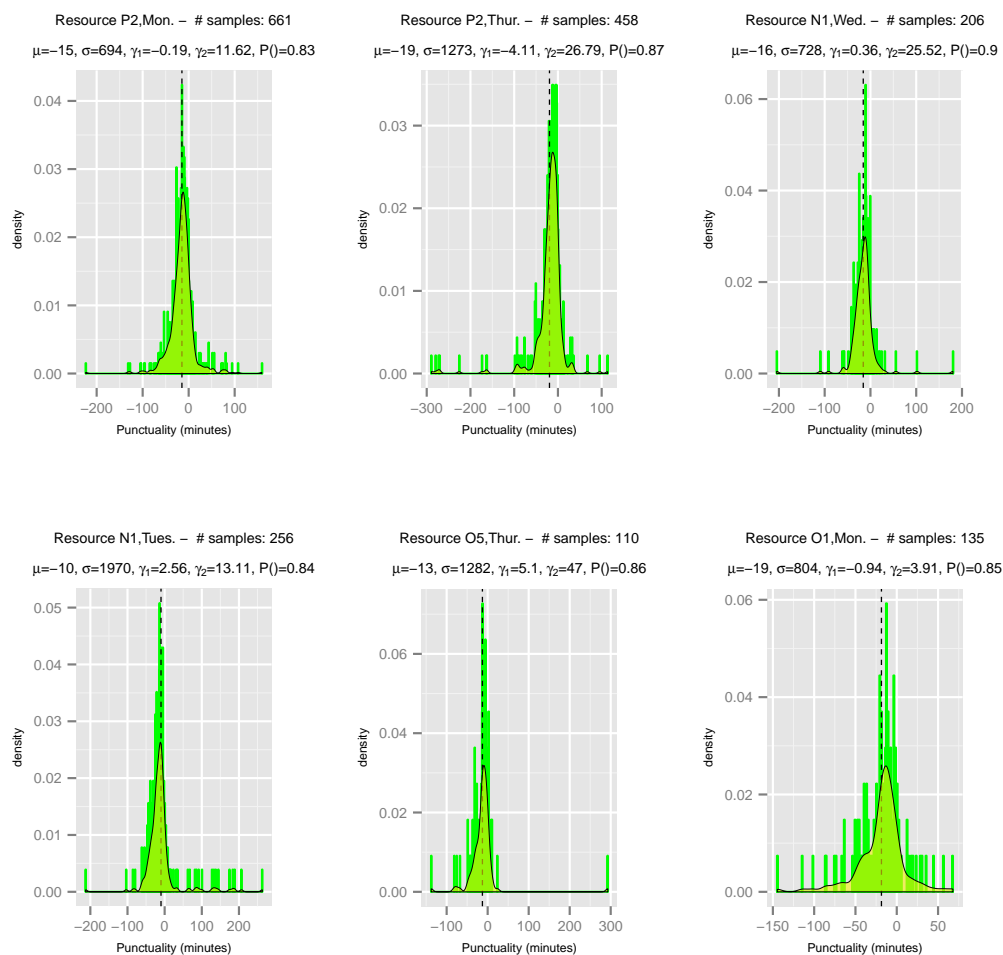 Resource P2,Mon. − # samples: 661
μ=−15, σ=694, γ1=−0.19, γ2=11.62, P()=0.83
0.04
0.03
0.02
0.01
0.00
density
−200 −100 0 100
Punctuality (minutes)
Resource P2,Thur. − # samples: 458
μ=−19, σ=1273, γ1=−4.11, γ2=26.79, P()=0.87
0.03
0.02
0.01
0.00
density
−300 −200 −100 0 100
Punctuality (minutes)
Resource N1,Wed. − # samples: 206
μ=−16, σ=728, γ1=0.36, γ2=25.52, P()=0.9
0.06
0.04
0.02
0.00
density
−200 −100 0 100 200
Punctuality (minutes)
Resource N1,Tues. − # samples: 256
μ=−10, σ=1970, γ1=2.56, γ2=13.11, P()=0.84
0.05
0.04
0.03
0.02
0.01
0.00
density
−200 −100 0 100 200
Punctuality (minutes)
Resource O5,Thur. − # samples: 110
μ=−13, σ=1282, γ1=5.1, γ2=47, P()=0.86
0.06
0.04
0.02
0.00
density
−100 0 100 200 300
Punctuality (minutes)
Resource O1,Mon. − # samples: 135
μ=−19, σ=804, γ1=−0.94, γ2=3.91, P()=0.85
0.06
0.04
0.02
0.00
density
−150 −100 −50 0 50
Punctuality (minutes)